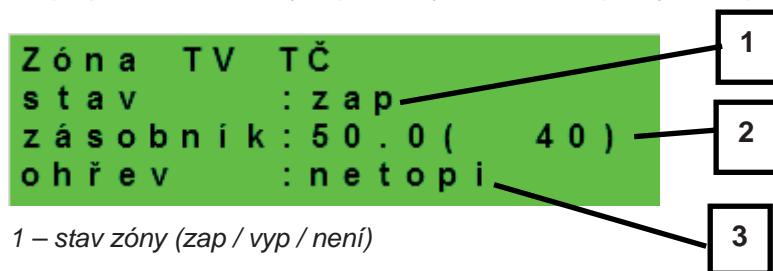 Zóna TV TČ
stav :zap
zásobník:50.0( 40)
ohřev :netopi
1
2
3
1 – stav zóny (zap / vyp / není)